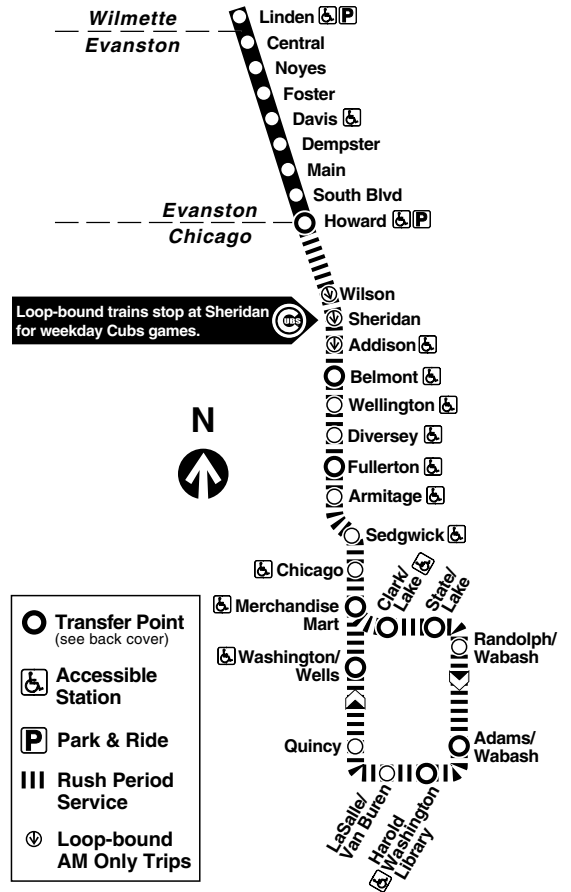 Wilmette
Evanston
Linden P
Central
Noyes
Foster
Davis
Dempster
Main
South Blvd
Evanston
Chicago
Howard P
Wilson
Loop-bound trains stop at Sheridan
for weekday Cubs games.
CUBS
Sheridan
Addison
Belmont
Wellington
Diversey
Fullerton
Armitage
Sedgwick
N
Chicago
Merchandise
Mart
Clark/
Lake
State/
Lake
Randolph/
Wabash
Washington/
Wells
Quincy
Adams/
Wabash
LaSalle/
Van Buren
Harold
Washington
Library
Transfer Point
(see back cover)
Accessible
Station
P Park & Ride
Rush Period
Service
Loop-bound
AM Only Trips